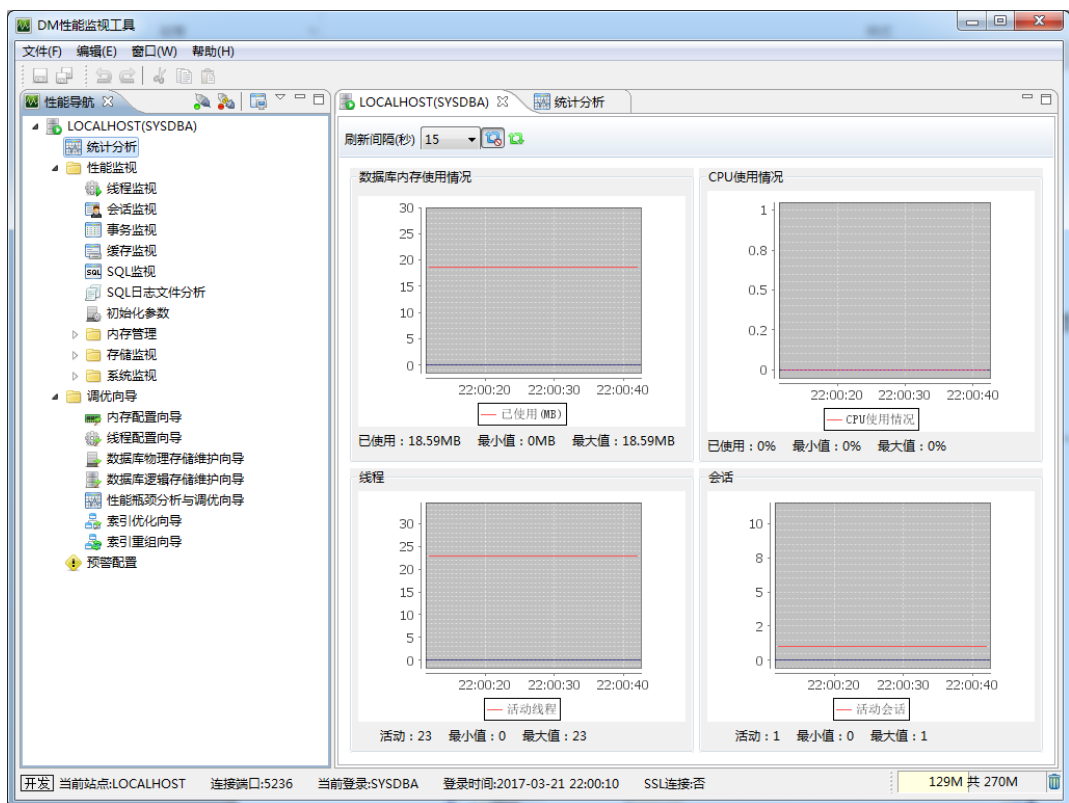 DM性能监视工具
文件(F) 编辑(E) 窗口(W) 帮助(H)
性能导航
LOCALHOST(SYSDBA)
统计分析
性能监视
线程监视
会话监视
事务监视
缓存监视
SQL SQL监视
SQL日志文件分析
初始化参数
内存管理
存储监视
系统监视
调优向导
内存配置向导
线程配置向导
数据库物理存储维护向导
数据库逻辑存储维护向导
性能瓶颈分析与调优向导
索引优化向导
索引重组向导
预警配置
LOCALHOST(SYSDBA) 统计分析
刷新间隔(秒) 15
数据库内存使用情况
30
25
20
15
10
5
0
22:00:20 22:00:30 22:00:40
已使用(MB)
已使用：18.59MB 最小值：0MB 最大值：18.59MB
CPU使用情况
1
0.8
0.5
0.2
0
22:00:20 22:00:30 22:00:40
CPU使用情况
已使用：0% 最小值：0% 最大值：0%
线程
30
25
20
15
10
5
0
22:00:20 22:00:30 22:00:40
活动线程
活动：23 最小值：0 最大值：23
会话
10
8
5
2
0
22:00:20 22:00:30 22:00:40
活动会话
活动：1 最小值：0 最大值：1
开发 当前站点:LOCALHOST 连接端口:5236 当前登录:SYSDBA 登录时间:2017-03-21 22:00:10 SSL连接:否 129M 共 270M